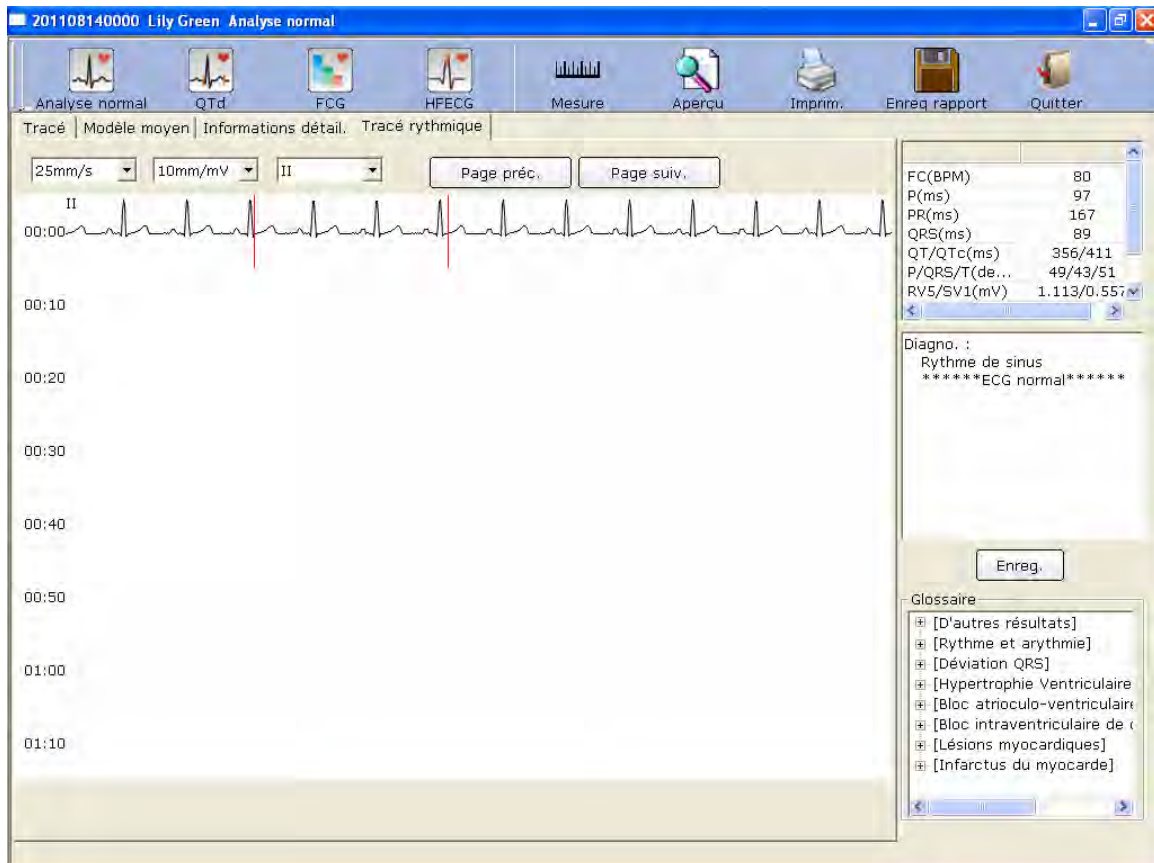 201108140000 Lily Green Analyse normal
Analyse normal QTd FCG HFECG Mesure Aperçu Imprim. Enreq rapport Quitter
Tracé Modèle moyen Informations détail. Tracé rythmique
25mm/s 10mm/mV II Page préc. Page suiv.
II
00:00
00:10
00:20
00:30
00:40
00:50
01:00
01:10
FC(BPM) 80
P(ms) 97
PR(ms) 167
QRS(ms) 89
QT/QTc(ms) 356/411
P/QRS/T(de... 49/43/51
RV5/SV1(mV) 1.113/0.557
Diagno. :
Rythme de sinus
******ECG normal******
Enreg.
Glossaire
[D'autres résultats]
[Rythme et arythmie]
[Déviation QRS]
[Hypertrophie Ventriculaire
[Bloc atrioculo-ventriculaire
[Bloc intraventriculaire de
[Lésions myocardiques]
[Infarctus du myocarde]